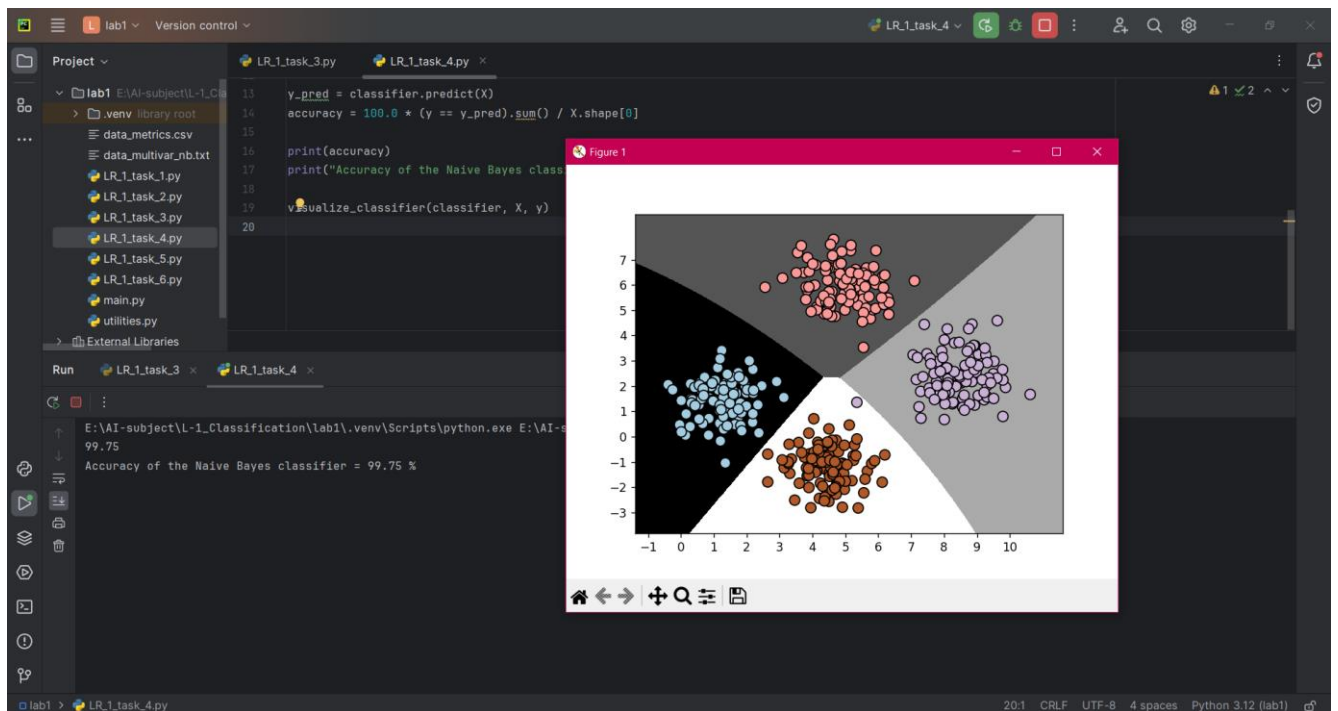 L lab1 Version control LR_1_task_4
Project
lab1 E:\AI-subject\L-1_Cla
.venv library root
data_metrics.csv
data_multivar_nb.txt
LR_1_task_1.py
LR_1_task_2.py
LR_1_task_3.py
LR_1_task_4.py
LR_1_task_5.py
LR_1_task_6.py
main.py
utilities.py
External Libraries
LR_1_task_3.py LR_1_task_4.py
1 2
13 y_pred = classifier.predict(X)
14 accuracy = 100.0 * (y == y_pred).sum() / X.shape[0]
15
16 print(accuracy)
17 print("Accuracy of the Naive Bayes class
18
19 visualize_classifier(classifier, X, y)
20
Figure 1
7
6
5
4
3
2
1
0
−1
−2
−3
−1 0 1 2 3 4 5 6 7 8 9 10
Run LR_1_task_3 LR_1_task_4
E:\AI-subject\L-1_Classification\lab1\.venv\Scripts\python.exe E:\AI-s
99.75
Accuracy of the Naive Bayes classifier = 99.75 %
lab1 > LR_1_task_4.py 20:1 CRLF UTF-8 4 spaces Python 3.12 (lab1)